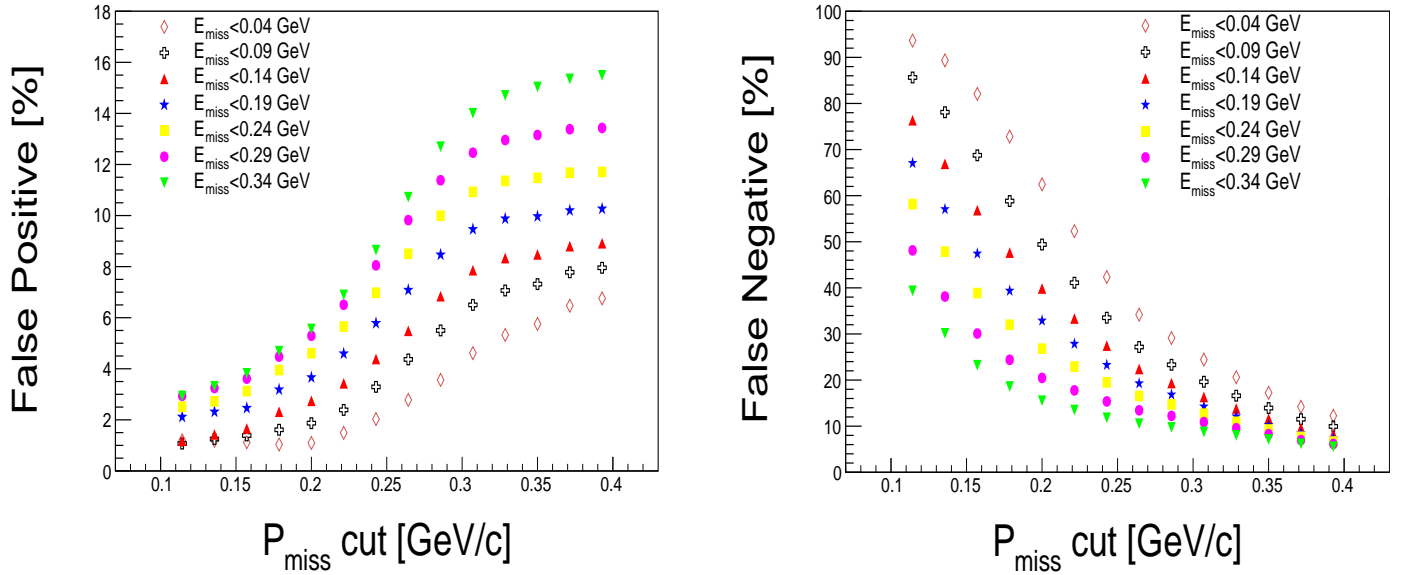 False Positive [%]
18
16
14
12
10
8
6
4
2
0
E_miss<0.04 GeV
E_miss<0.09 GeV
E_miss<0.14 GeV
E_miss<0.19 GeV
E_miss<0.24 GeV
E_miss<0.29 GeV
E_miss<0.34 GeV
0.1 0.15 0.2 0.25 0.3 0.35 0.4
P_miss cut [GeV/c]
False Negative [%]
100
90
80
70
60
50
40
30
20
10
0
E_miss<0.04 GeV
E_miss<0.09 GeV
E_miss<0.14 GeV
E_miss<0.19 GeV
E_miss<0.24 GeV
E_miss<0.29 GeV
E_miss<0.34 GeV
0.1 0.15 0.2 0.25 0.3 0.35 0.4
P_miss cut [GeV/c]